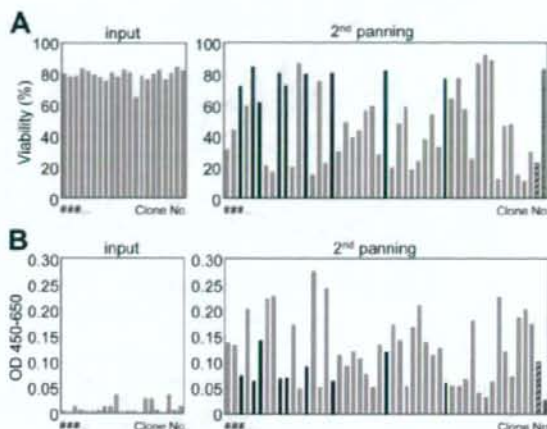 A
input
2nd panning
Viability (%)
100
80
60
40
20
0
100
80
60
40
20
0
###...
Clone No.
###...
Clone No.
B
input
2nd panning
OD 450-650
0.30
0.25
0.20
0.15
0.10
0.05
0
0.30
0.25
0.20
0.15
0.10
0.05
0
###...
Clone No.
###
Clone No.